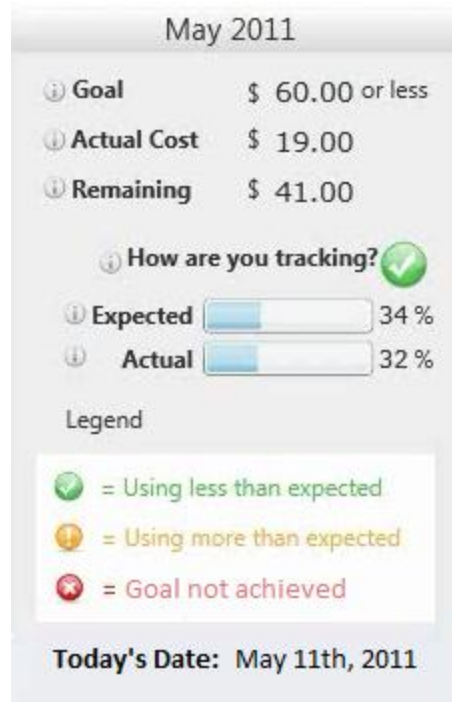 May 2011
Goal $ 60.00 or less
Actual Cost $ 19.00
Remaining $ 41.00
How are you tracking?
Expected 34 %
Actual 32 %
Legend
= Using less than expected
= Using more than expected
= Goal not achieved
Today's Date: May 11th, 2011